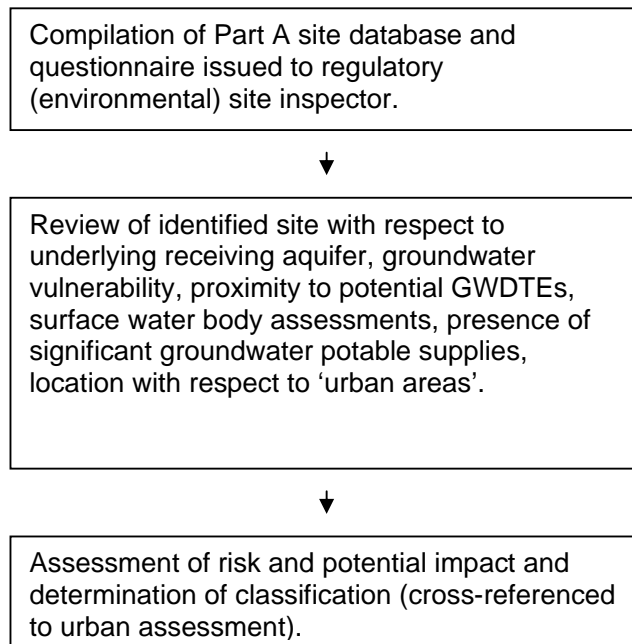 Compilation of Part A site database and
questionnaire issued to regulatory
(environmental) site inspector.
Review of identified site with respect to
underlying receiving aquifer, groundwater
vulnerability, proximity to potential GWDTEs,
surface water body assessments, presence of
significant groundwater potable supplies,
location with respect to ‘urban areas’.
Assessment of risk and potential impact and
determination of classification (cross-referenced
to urban assessment).